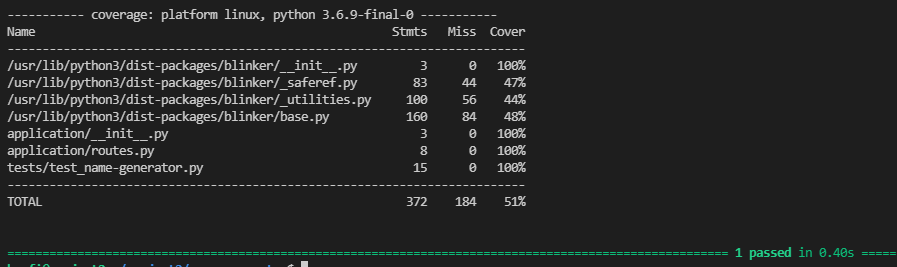 ----------- coverage: platform linux, python 3.6.9-final-0 -----------
Name                                             Stmts   Miss  Cover
--------------------------------------------------------------------------
/usr/lib/python3/dist-packages/blinker/__init__.py         3      0   100%
/usr/lib/python3/dist-packages/blinker/_saferef.py        83     44    47%
/usr/lib/python3/dist-packages/blinker/_utilities.py     100     56    44%
/usr/lib/python3/dist-packages/blinker/base.py           160     84    48%
application/__init__.py                                    3      0   100%
application/routes.py                                      8      0   100%
tests/test_name-generator.py                              15      0   100%
--------------------------------------------------------------------------
TOTAL                                                    372    184    51%
1 passed in 0.40s